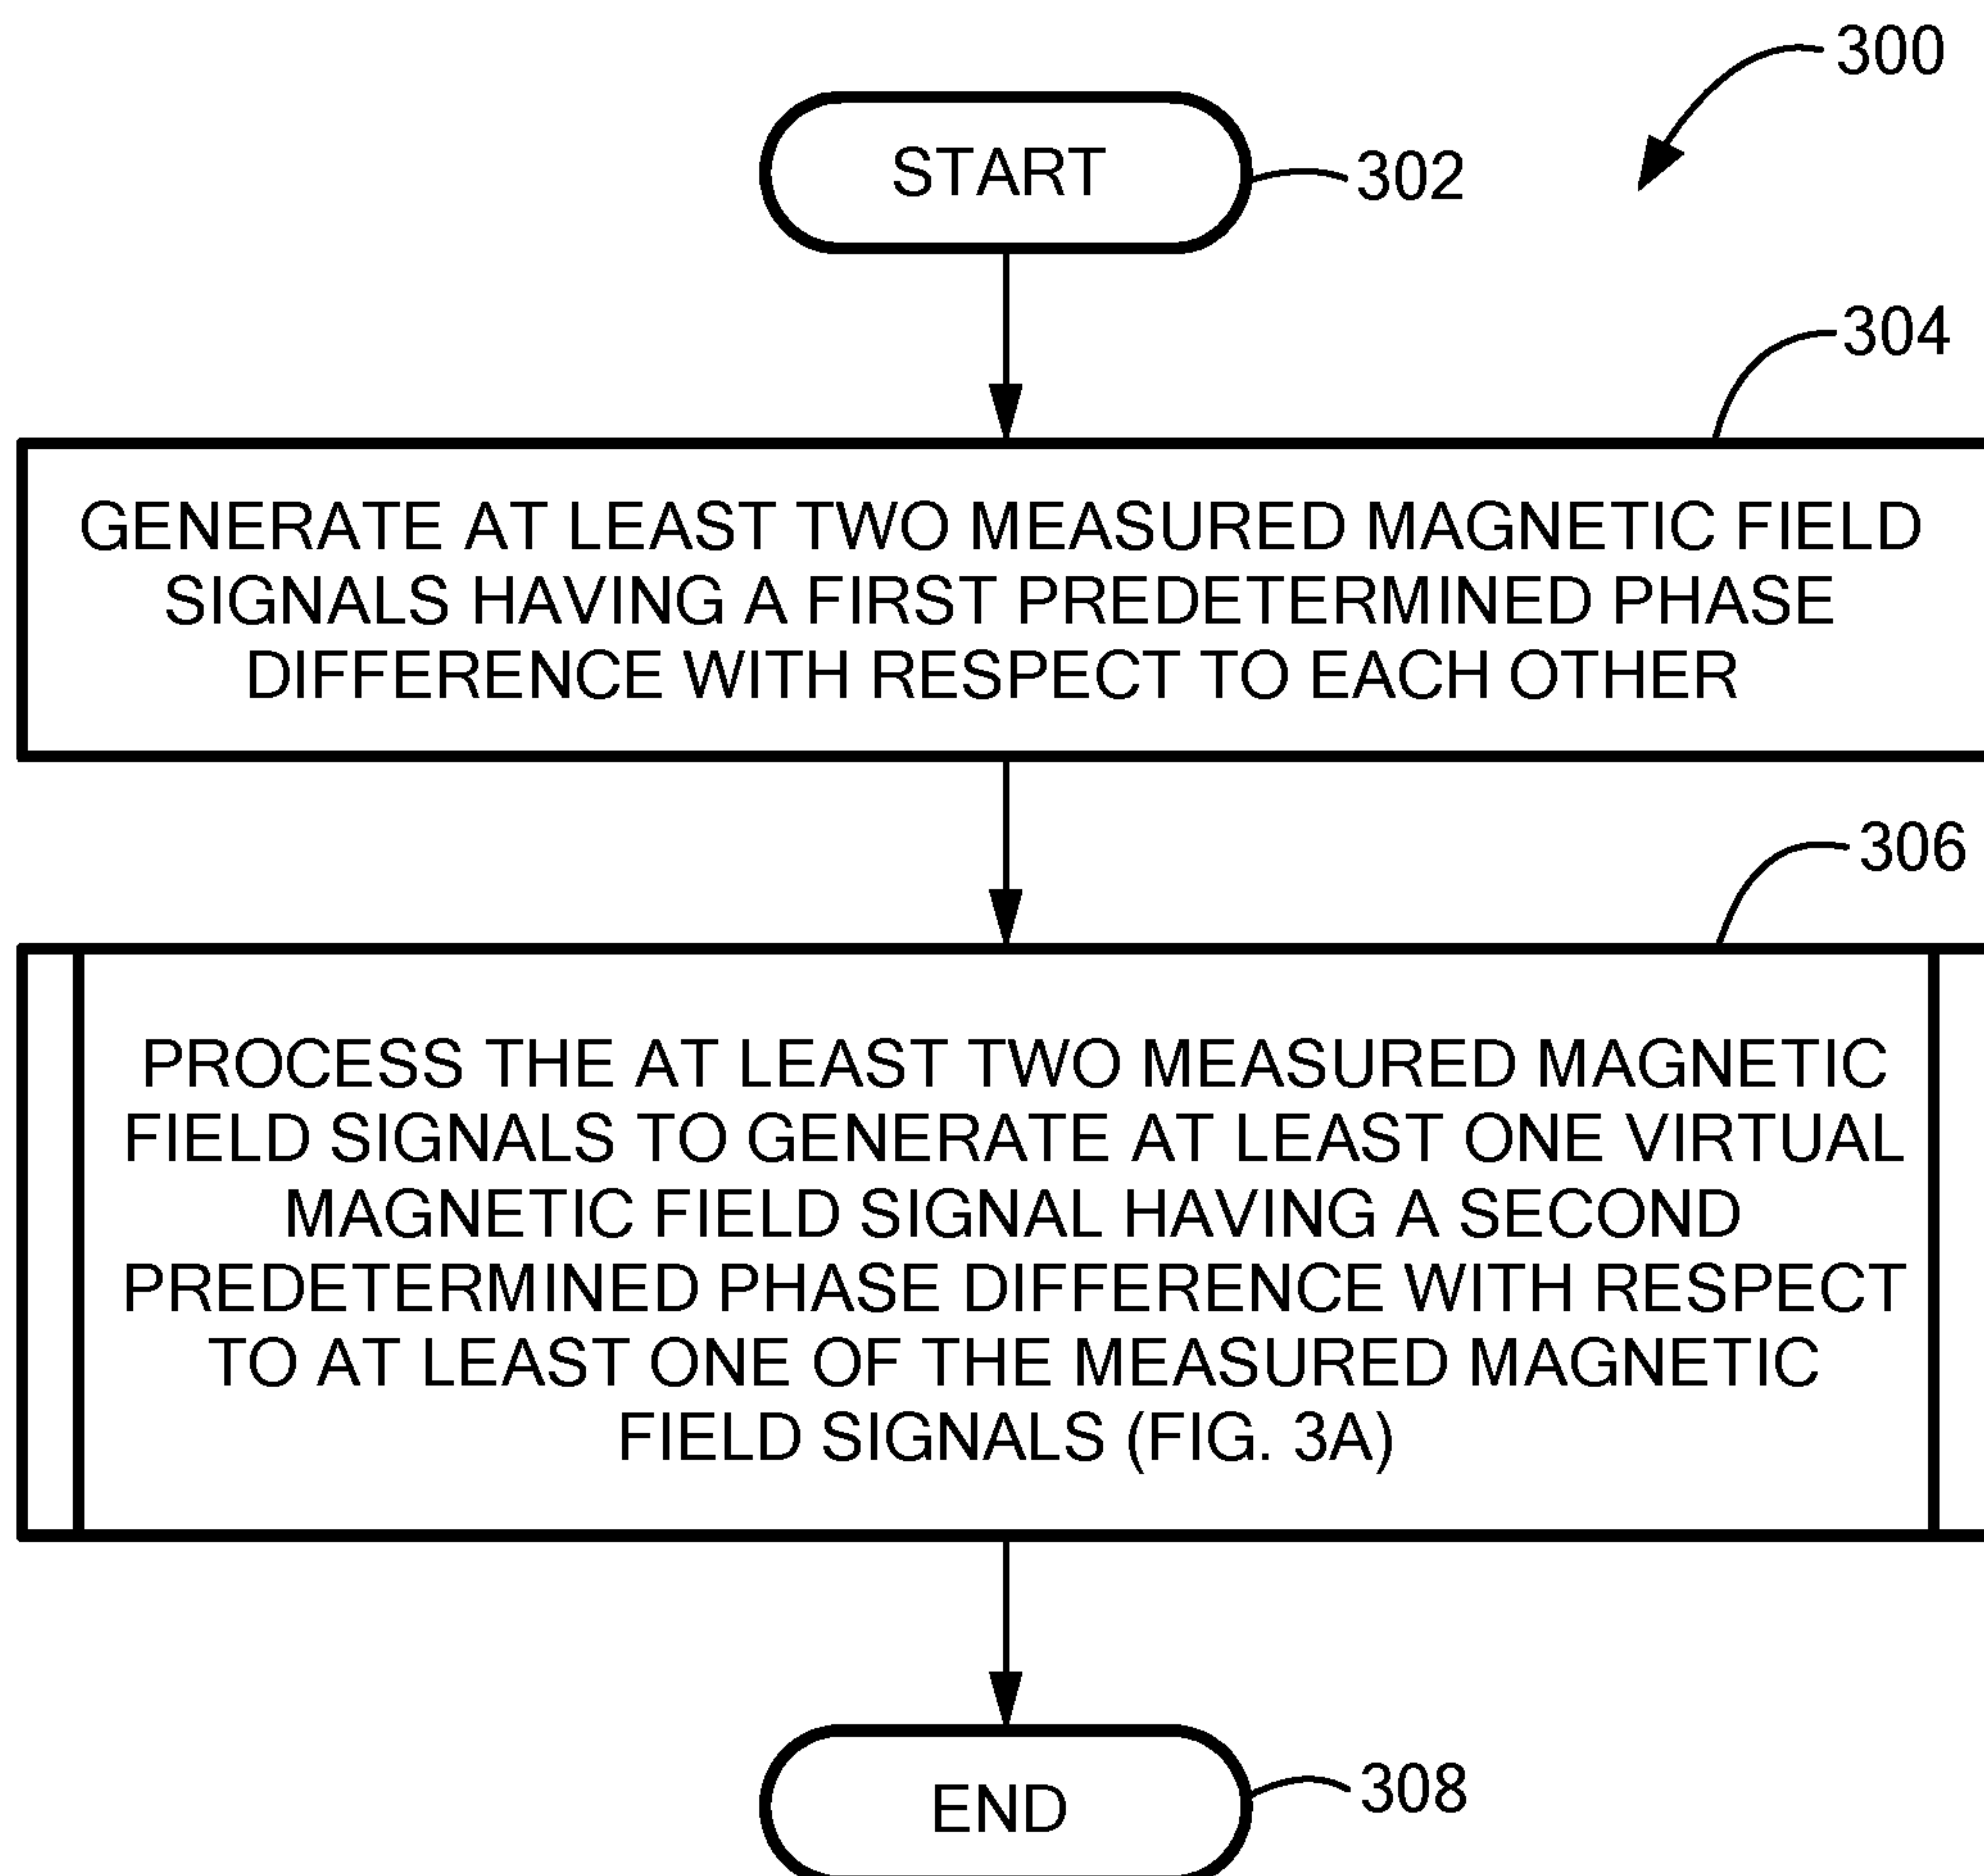 300
START
302
304
GENERATE AT LEAST TWO MEASURED MAGNETIC FIELD
SIGNALS HAVING A FIRST PREDETERMINED PHASE
DIFFERENCE WITH RESPECT TO EACH OTHER
306
PROCESS THE AT LEAST TWO MEASURED MAGNETIC
FIELD SIGNALS TO GENERATE AT LEAST ONE VIRTUAL
MAGNETIC FIELD SIGNAL HAVING A SECOND
PREDETERMINED PHASE DIFFERENCE WITH RESPECT
TO AT LEAST ONE OF THE MEASURED MAGNETIC
FIELD SIGNALS (FIG. 3A)
END
308